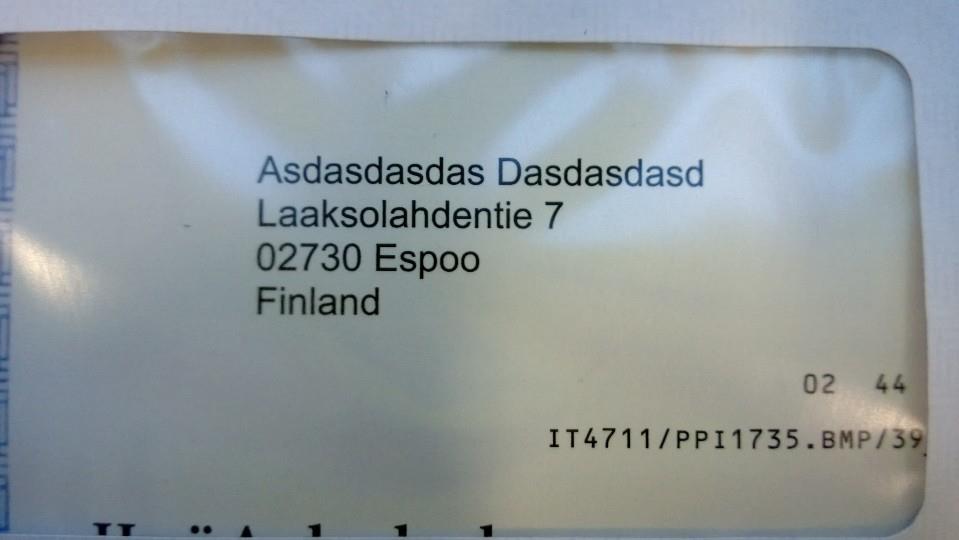 Asdasdasdas Dasdasdasd
Laaksolahdentie 7
02730 Espoo
Finland
02 44
IT4711/PPI1735.BMP/39